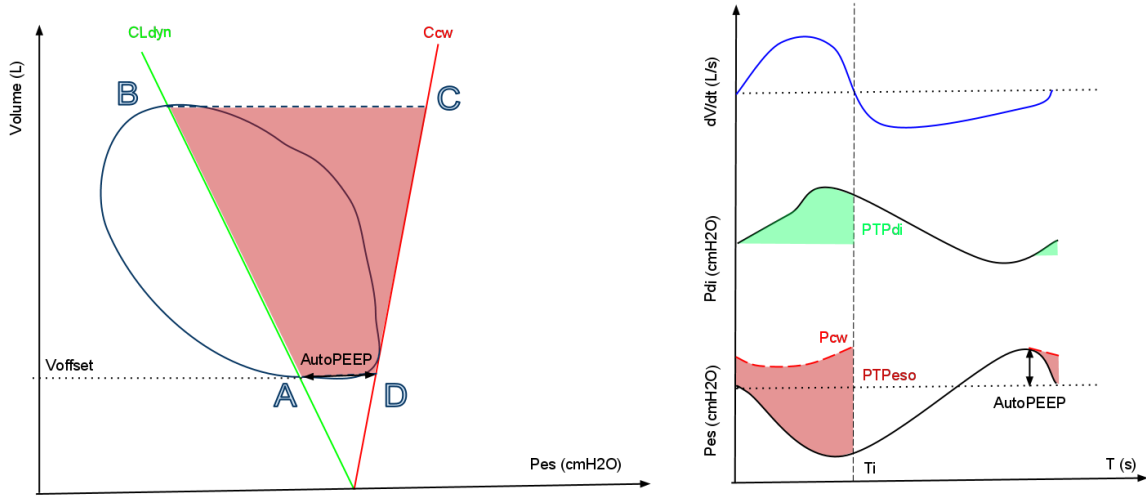 CLdyn
Ccw
B
C
Volume (L)
AutoPEEP
Voffset
A
D
Pes (cmH2O)
dV/dt (L/s)
PTPdi
Pdi (cmH2O)
Pcw
PTPeso
Pes (cmH2O)
AutoPEEP
Ti
T (s)